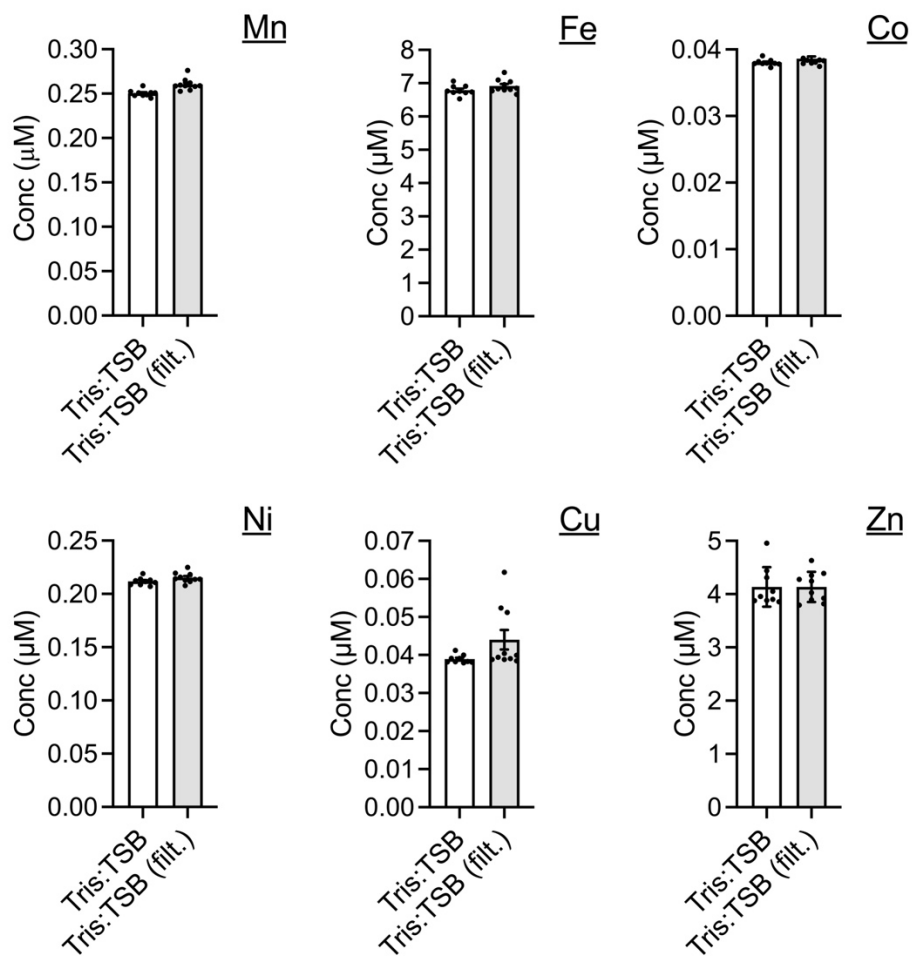 Mn
Conc (μM)
0.30
0.25
0.20
0.15
0.10
0.05
0.00
Tris:TSB
Tris:TSB (filt.)
Fe
Conc (μM)
8
7
6
5
4
3
2
1
0
Tris:TSB
Tris:TSB (filt.)
Co
Conc (μM)
0.04
0.03
0.02
0.01
0.00
Tris:TSB
Tris:TSB (filt.)
Ni
Conc (μM)
0.25
0.20
0.15
0.10
0.05
0.00
Tris:TSB
Tris:TSB (filt.)
Cu
Conc (μM)
0.07
0.06
0.05
0.04
0.03
0.02
0.01
0.00
Tris:TSB
Tris:TSB (filt.)
Zn
Conc (μM)
5
4
3
2
1
0
Tris:TSB
Tris:TSB (filt.)